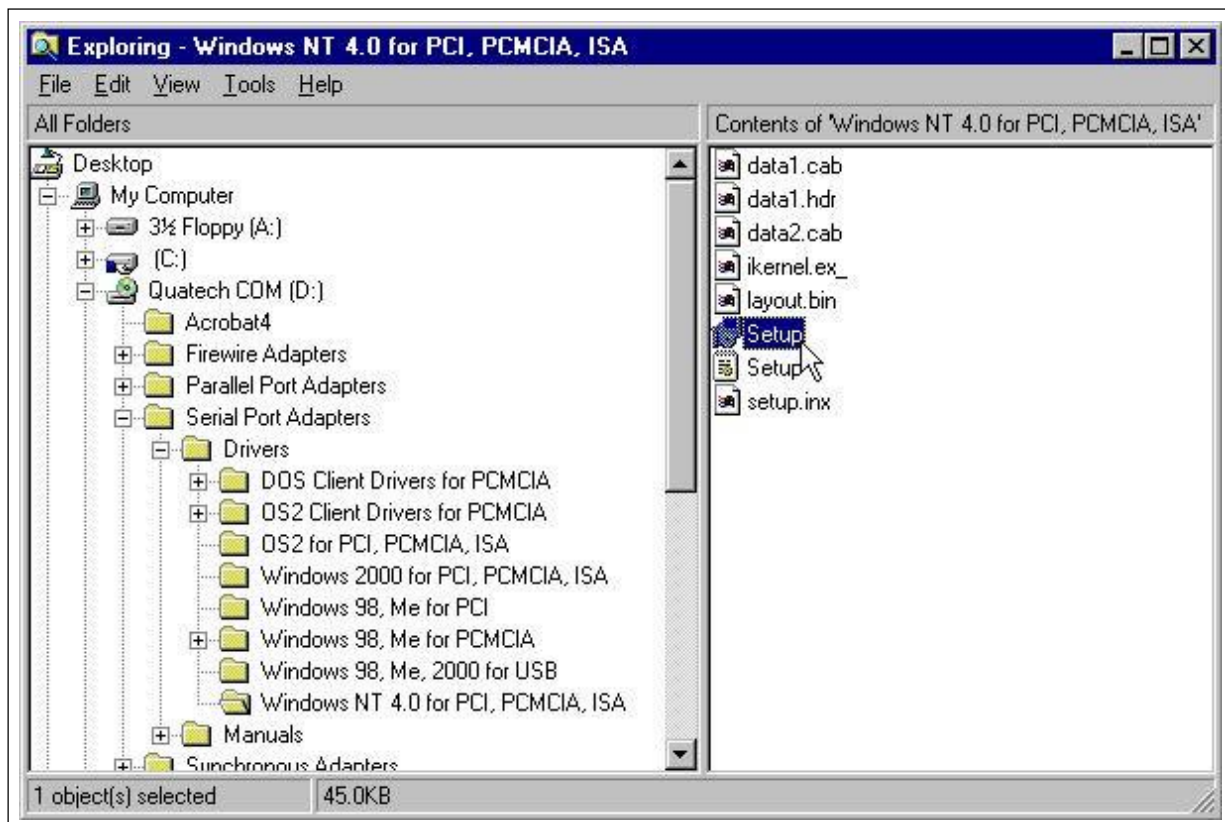 Exploring - Windows NT 4.0 for PCI, PCMCIA, ISA
File Edit View Tools Help
All Folders
Contents of 'Windows NT 4.0 for PCI, PCMCIA, ISA'
Desktop
My Computer
3½ Floppy (A:)
(C:)
Quatech COM (D:)
Acrobat4
Firewire Adapters
Parallel Port Adapters
Serial Port Adapters
Drivers
DOS Client Drivers for PCMCIA
OS2 Client Drivers for PCMCIA
OS2 for PCI, PCMCIA, ISA
Windows 2000 for PCI, PCMCIA, ISA
Windows 98, Me for PCI
Windows 98, Me for PCMCIA
Windows 98, Me, 2000 for USB
Windows NT 4.0 for PCI, PCMCIA, ISA
Manuals
Synchronous Adapters
data1.cab
data1.hdr
data2.cab
ikernel.ex_
layout.bin
Setup
Setup
setup.inx
1 object(s) selected
45.0KB